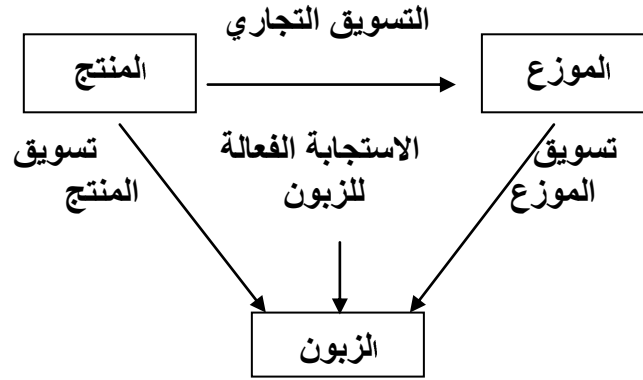 التسويق التجاري
المنتج
الموزع
تسويق
المنتج
الاستجابة الفعالة
للزبون
تسويق
الموزع
الزبون